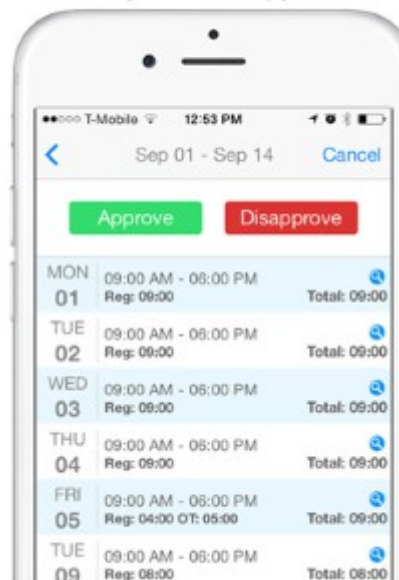 T-Mobile 12:53 PM
Sep 01 - Sep 14 Cancel
Approve Disapprove
MON 09:00 AM - 06:00 PM
01 Reg: 09:00 Total: 09:00
TUE 09:00 AM - 06:00 PM
02 Reg: 09:00 Total: 09:00
WED 09:00 AM - 06:00 PM
03 Reg: 09:00 Total: 09:00
THU 09:00 AM - 06:00 PM
04 Reg: 09:00 Total: 09:00
FRI 09:00 AM - 06:00 PM
05 Reg: 04:00 OT: 05:00 Total: 09:00
TUE 09:00 AM - 06:00 PM
09 Reg: 08:00 Total: 08:00